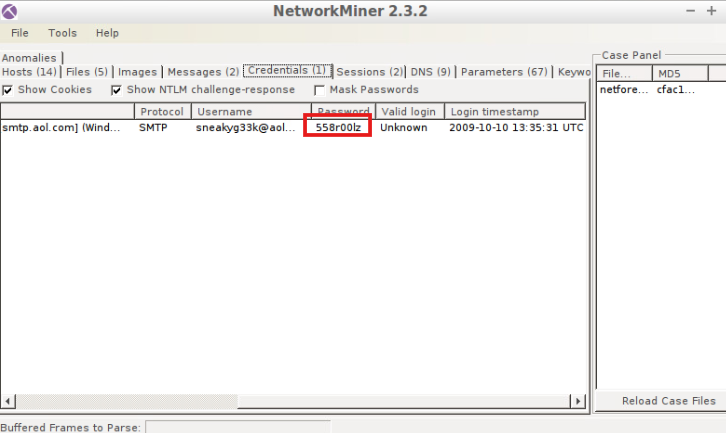 NetworkMiner 2.3.2
File Tools Help
Anomalies
Hosts (14) Files (5) Images Messages (2) Credentials (1) Sessions (2) DNS (9) Parameters (67) Keywo
Show Cookies Show NTLM challenge-response Mask Passwords
Protocol Username Password Valid login Login timestamp
smtp.aol.com] (Wind... SMTP sneakyg33k@aol... 558r00lz Unknown 2009-10-10 13:35:31 UTC
Case Panel
File... MD5
netfore... cfac1...
Reload Case Files
Buffered Frames to Parse: